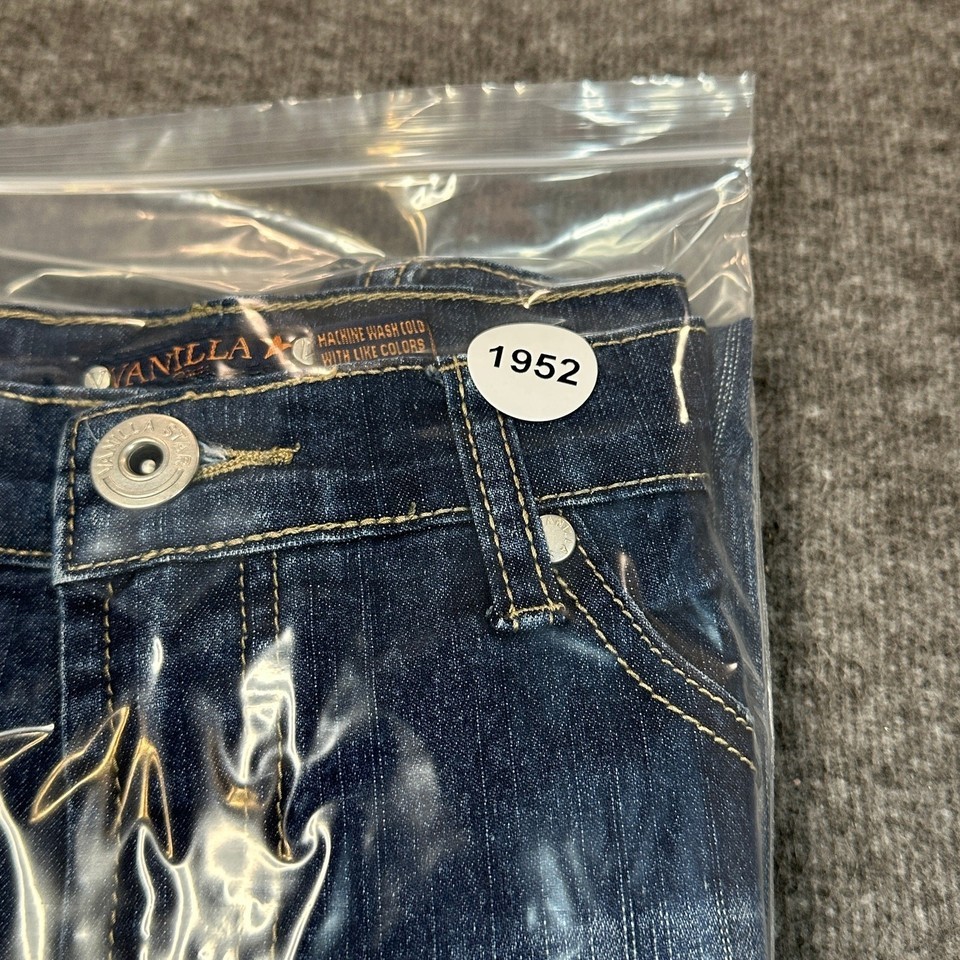 VANILLA ★
MACHINE WASH COLD
WITH LIKE COLORS
1952
VANILLA STAR